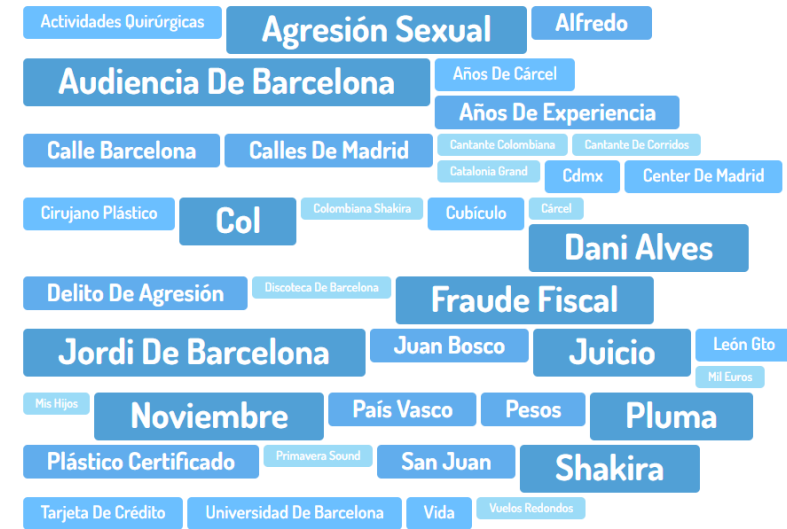 Actividades Quirúrgicas Agresión Sexual Alfredo
Audiencia De Barcelona Años De Cárcel
Años De Experiencia
Calle Barcelona Calles De Madrid Cantante Colombiana Cantante De Corridos
Catalonia Grand Cdmx Center De Madrid
Cirujano Plástico Col Colombiana Shakira Cubículo Cárcel
Dani Alves
Delito De Agresión Discoteca De Barcelona Fraude Fiscal
Jordi De Barcelona Juan Bosco Juicio León Gto
Mil Euros
Mis Hijos Noviembre País Vasco Pesos Pluma
Plástico Certificado Primavera Sound San Juan Shakira
Tarjeta De Crédito Universidad De Barcelona Vida Vuelos Redondos